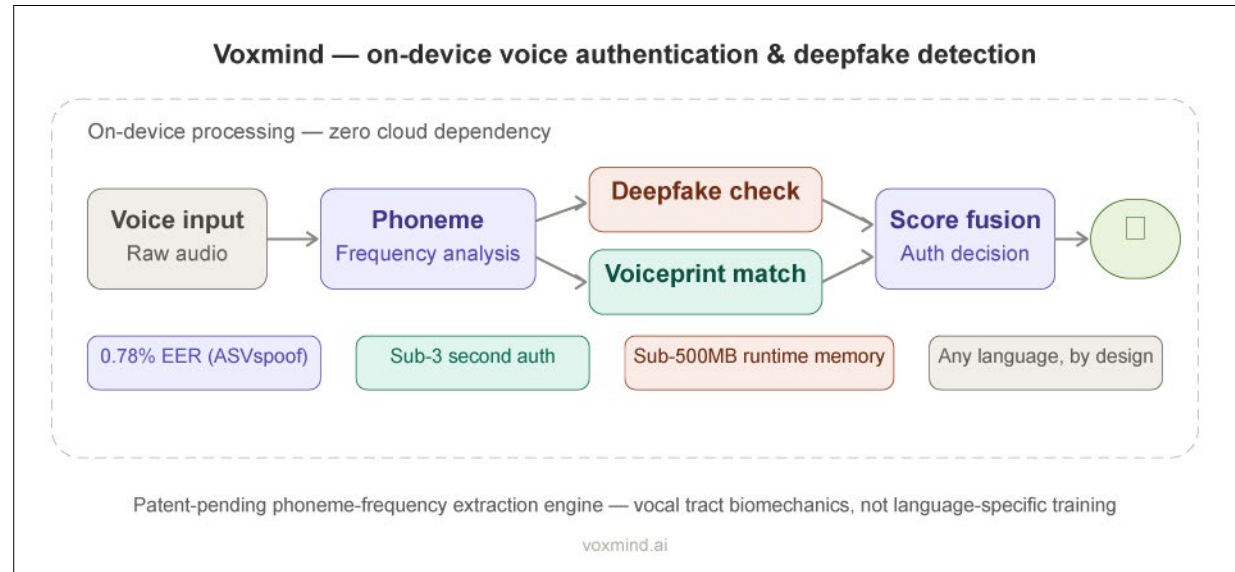 Voxmind — on-device voice authentication & deepfake detection
On-device processing — zero cloud dependency
Voice input
Raw audio
Phoneme
Frequency analysis
Deepfake check
Voiceprint match
Score fusion
Auth decision
0.78% EER (ASVspoof)
Sub-3 second auth
Sub-500MB runtime memory
Any language, by design
Patent-pending phoneme-frequency extraction engine — vocal tract biomechanics, not language-specific training
voxmind.ai